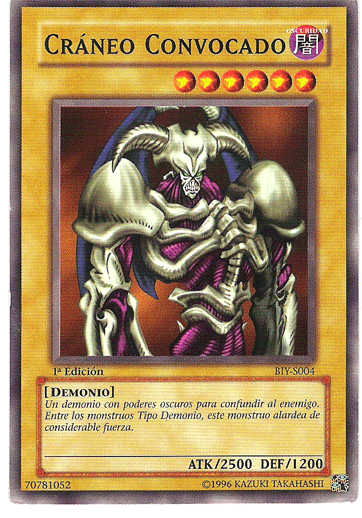 CRÁNEO CONVOCADO
OSCURIDAD
闇
1ª Edición
BIY-S004
[DEMONIO]
Un demonio con poderes oscuros para confundir al enemigo.
Entre los monstruos Tipo Demonio, este monstruo alardea de
considerable fuerza.
ATK/2500 DEF/1200
70781052
©1996 KAZUKI TAKAHASHI